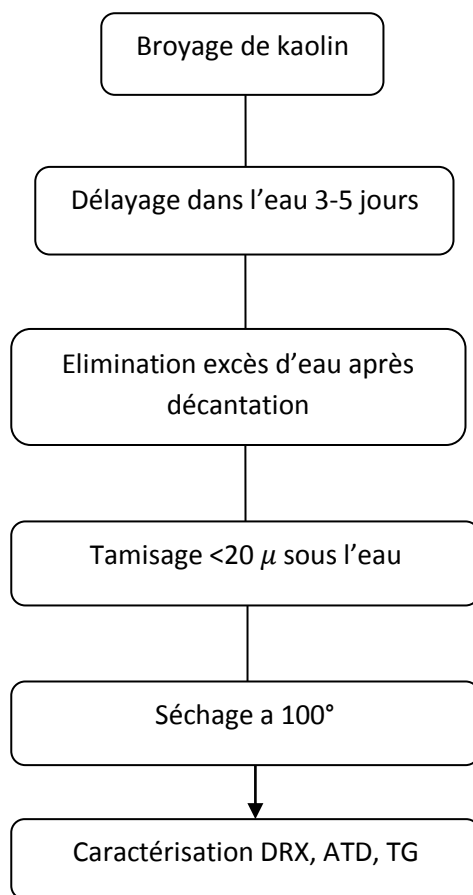 Broyage de kaolin
Délayage dans l’eau 3-5 jours
Elimination excès d’eau après
décantation
Tamisage <20 𝜇 sous l’eau
Séchage a 100°
Caractérisation DRX, ATD, TG